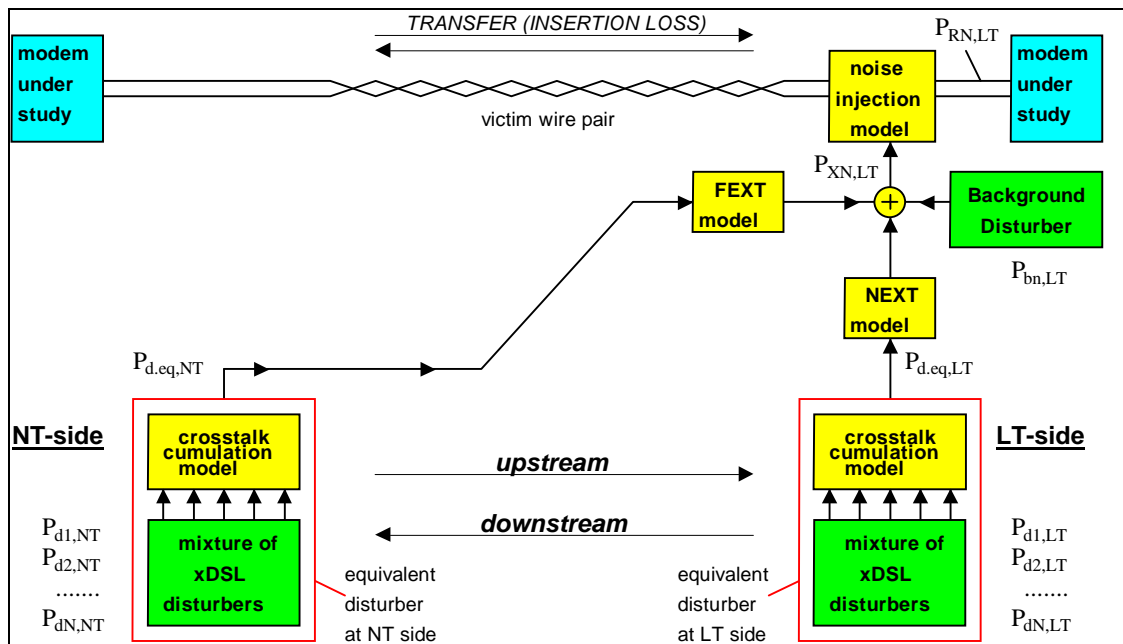 TRANSFER (INSERTION LOSS)
P_RN,LT
modem
under
study
noise
injection
model
modem
under
study
victim wire pair
P_XN,LT
FEXT
model
+
Background
Disturber
P_bn,LT
NEXT
model
P_d.eq,NT
P_d.eq,LT
NT-side
crosstalk
cumulation
model
upstream
crosstalk
cumulation
model
LT-side
downstream
P_d1,NT
P_d2,NT
.......
P_dN,NT
mixture of
xDSL
disturbers
equivalent
disturber
at NT side
equivalent
disturber
at LT side
mixture of
xDSL
disturbers
P_d1,LT
P_d2,LT
.......
P_dN,LT